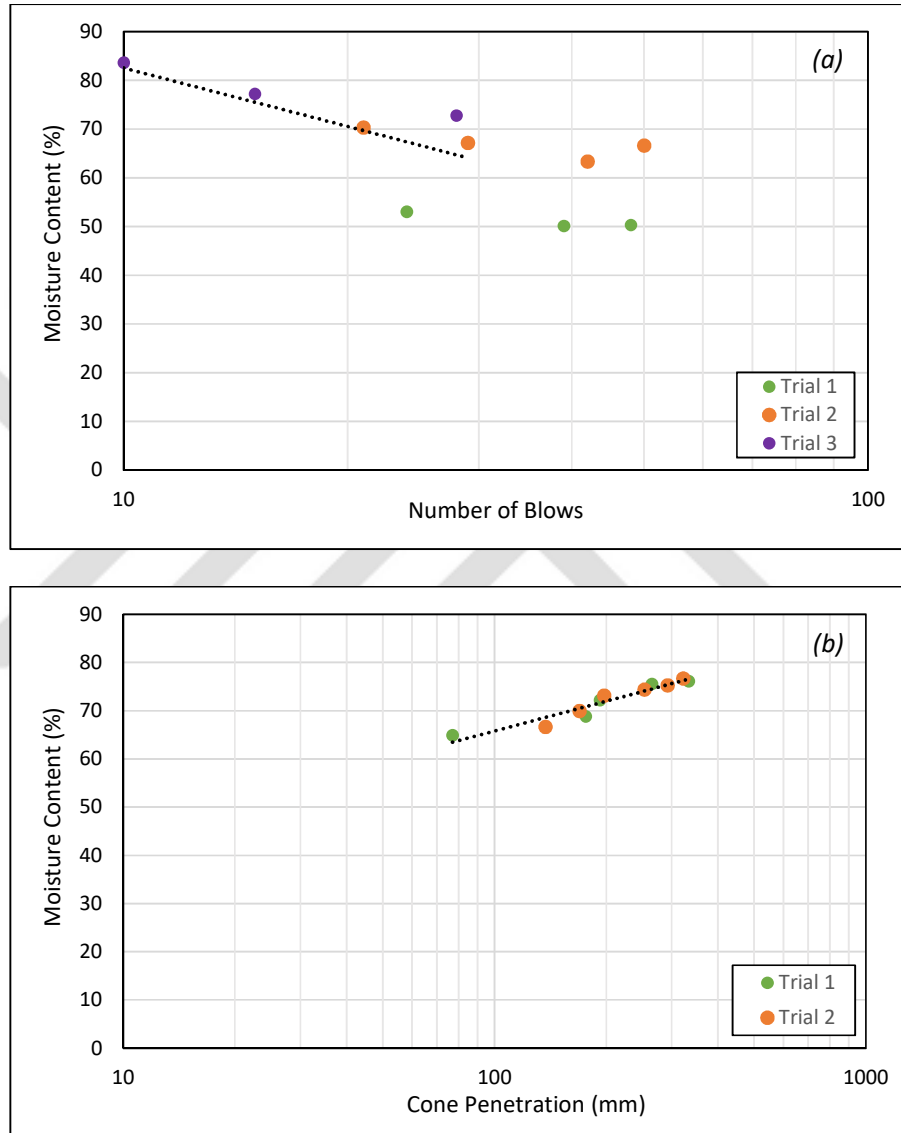 (a)
90
80
70
60
50
40
30
20
10
0
Moisture Content (%)
Trial 1
Trial 2
Trial 3
10
100
Number of Blows
(b)
90
80
70
60
50
40
30
20
10
0
Moisture Content (%)
Trial 1
Trial 2
10
100
1000
Cone Penetration (mm)